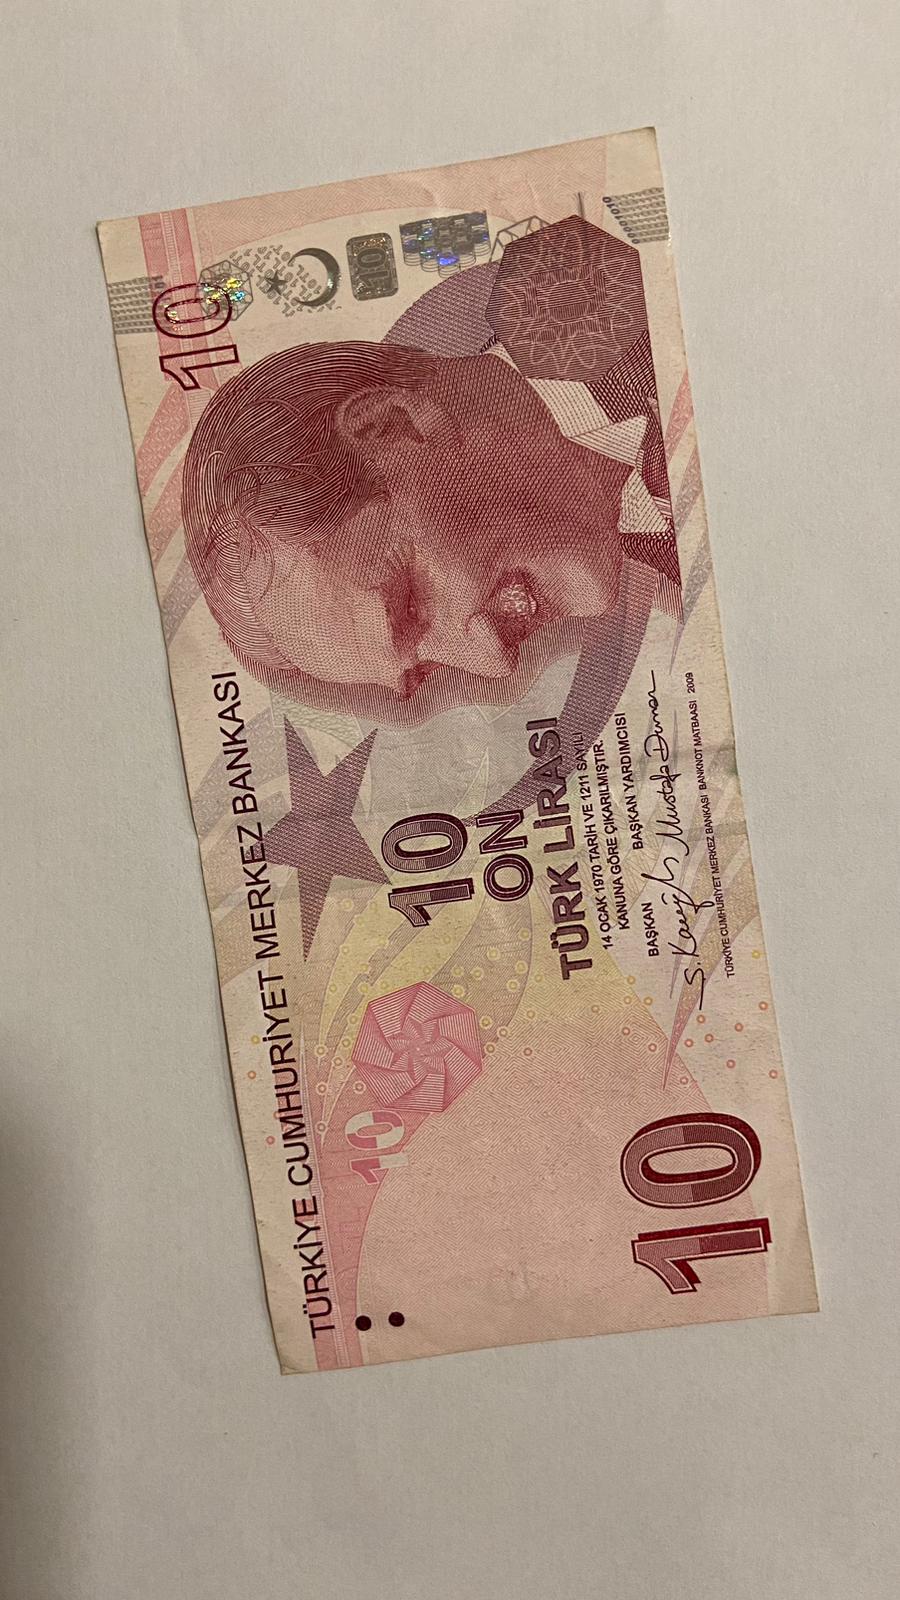 TÜRKİYE CUMHURİYET MERKEZ BANKASI
10
10
10
10
ON
TÜRK LİRASI
14 OCAK 1970 TARİH VE 1211 SAYILI
KANUNA GÖRE ÇIKARILMIŞTIR.
BAŞKAN BAŞKAN YARDIMCISI
TÜRKİYE CUMHURİYET MERKEZ BANKASI BANKNOT MATBAASI 2009
10